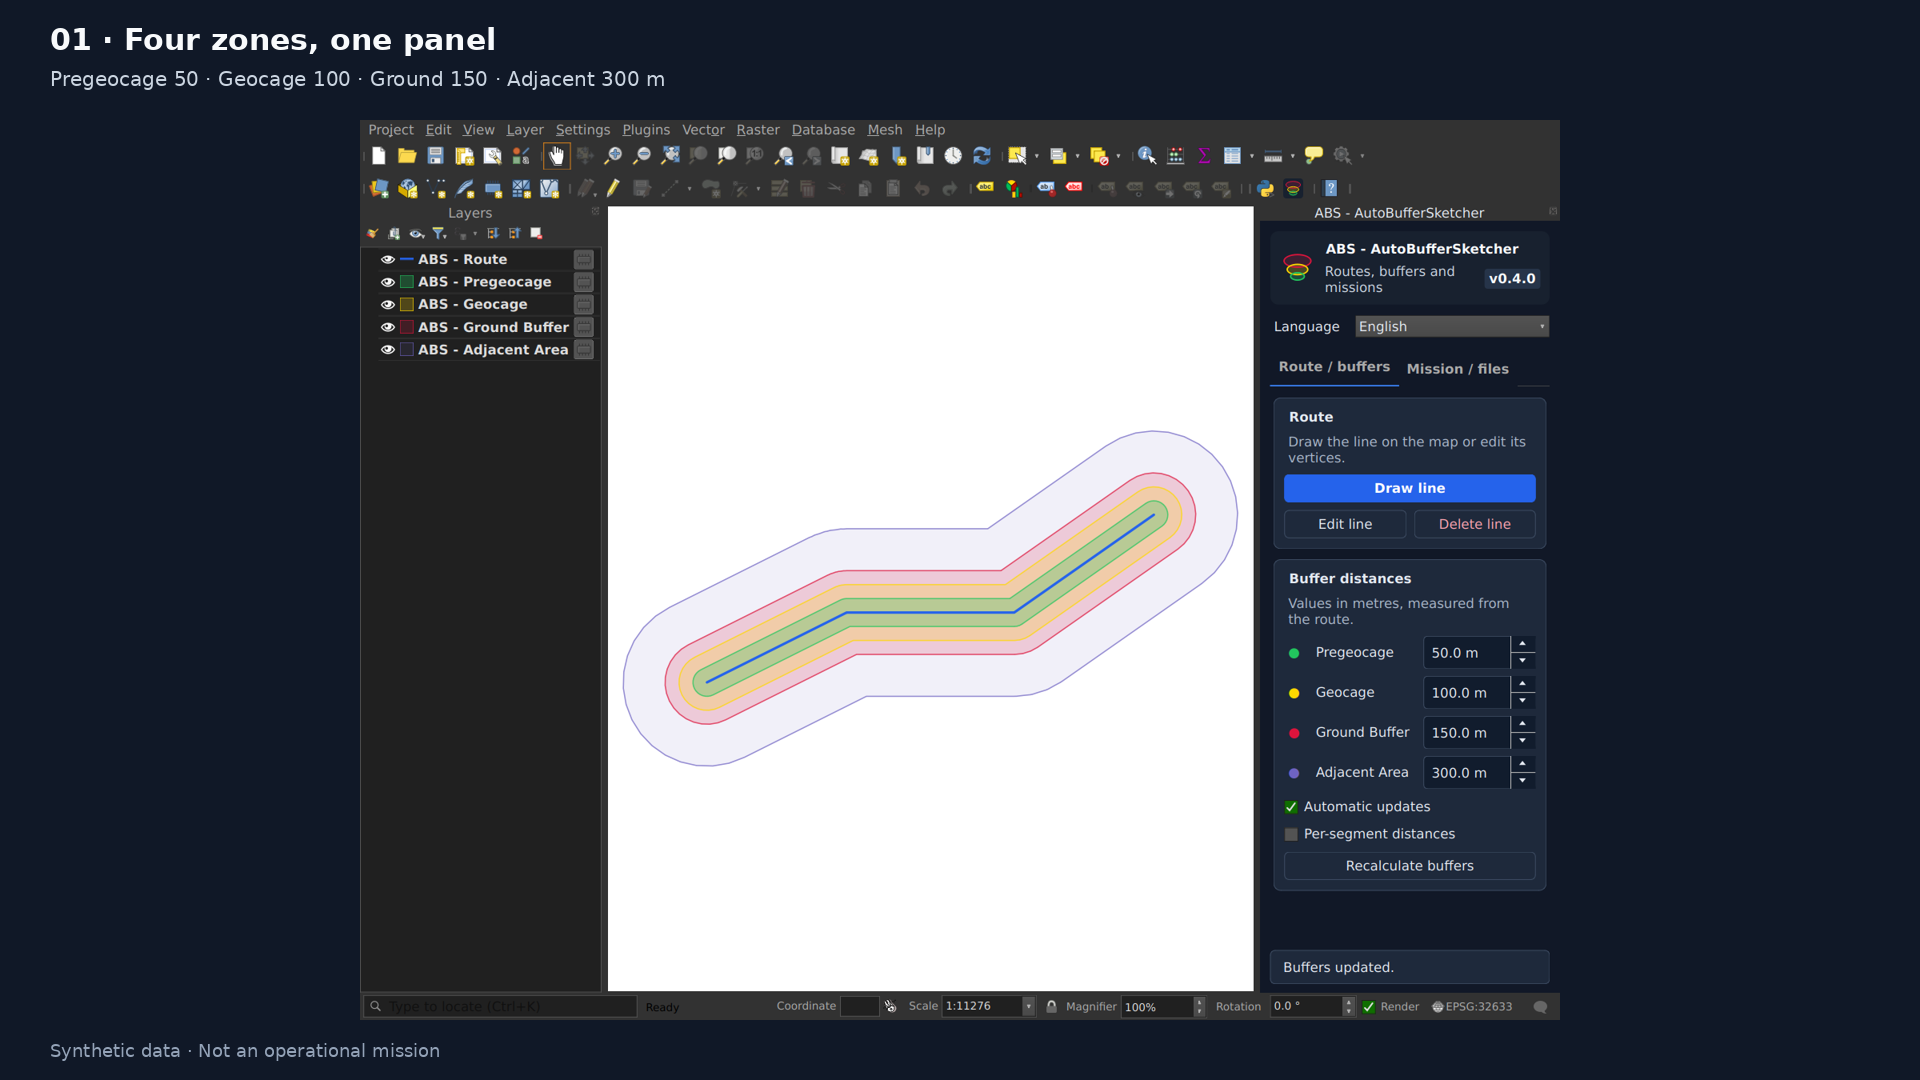 01 · Four zones, one panel
Pregeocage 50 · Geocage 100 · Ground 150 · Adjacent 300 m
Project Edit View Layer Settings Plugins Vector Raster Database Mesh Help
Layers
ABS - Route
ABS - Pregeocage
ABS - Geocage
ABS - Ground Buffer
ABS - Adjacent Area
ABS - AutoBufferSketcher
ABS - AutoBufferSketcher
Routes, buffers and
missions
v0.4.0
Language English
Route / buffers Mission / files
Route
Draw the line on the map or edit its
vertices.
Draw line
Edit line Delete line
Buffer distances
Values in metres, measured from
the route.
Pregeocage 50.0 m
Geocage 100.0 m
Ground Buffer 150.0 m
Adjacent Area 300.0 m
Automatic updates
Per-segment distances
Recalculate buffers
Buffers updated.
Type to locate (Ctrl+K) Ready Coordinate Scale 1:11276 Magnifier 100% Rotation 0.0 ° Render EPSG:32633
Synthetic data · Not an operational mission